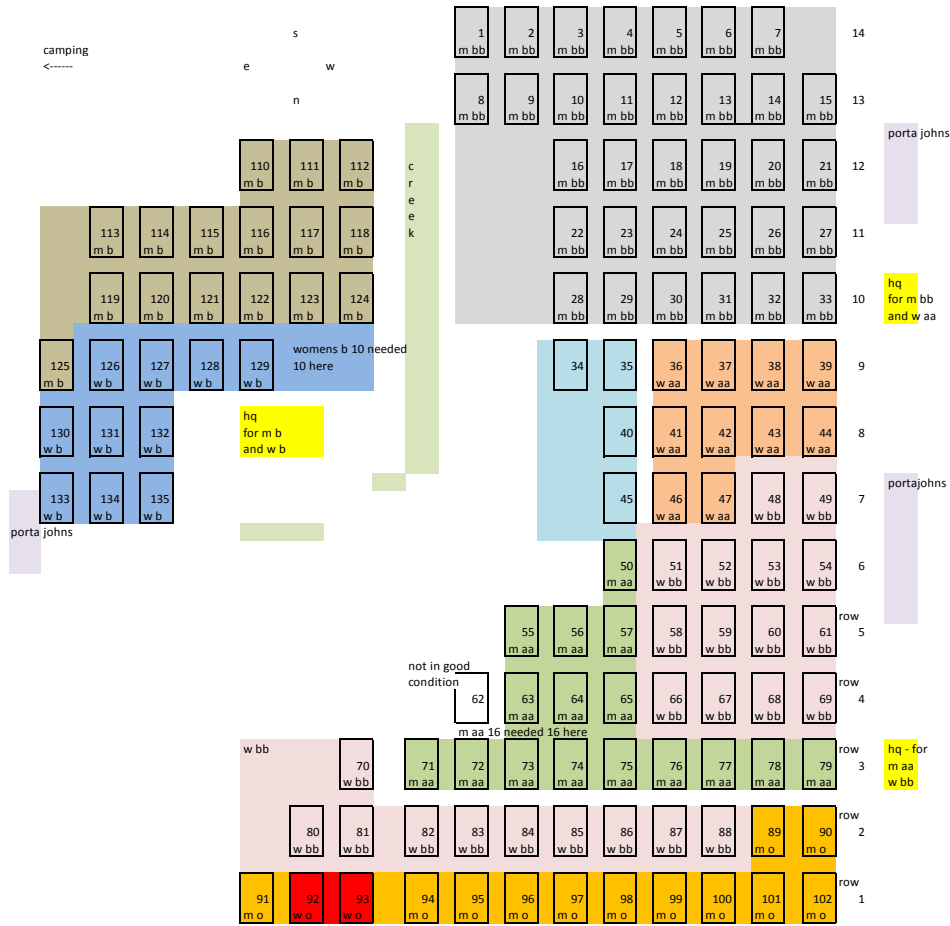 1 2 3 4 5 6 7 14
s
camping
m bb m bb m bb m bb m bb m bb m bb
<------ e w
n
8 9 10 11 12 13 14 15 13
m bb m bb m bb m bb m bb m bb m bb m bb
porta johns
110 111 112 c 16 17 18 19 20 21 12
m b m b m b r m bb m bb m bb m bb m bb m bb
e
e
113 114 115 116 117 118 k 22 23 24 25 26 27 11
m b m b m b m b m b m b m bb m bb m bb m bb m bb m bb
hq
119 120 121 122 123 124 28 29 30 31 32 33 10 for m bb
m b m b m b m b m b m b m bb m bb m bb m bb m bb m bb and w aa
womens b 10 needed
125 126 127 128 129 10 here 34 35 36 37 38 39 9
m b w b w b w b w b w aa w aa w aa w aa
hq
130 131 132 for m b 40 41 42 43 44 8
w b w b w b and w b w aa w aa w aa w aa
portajohns
133 134 135 45 46 47 48 49 7
w b w b w b w aa w aa w bb w bb
porta johns
50 51 52 53 54 6
m aa w bb w bb w bb w bb
row
55 56 57 58 59 60 61 5
m aa m aa m aa w bb w bb w bb w bb
not in good
condition row
62 63 64 65 66 67 68 69 4
m aa m aa m aa w bb w bb w bb w bb
m aa 16 needed 16 here
w bb row hq - for
70 71 72 73 74 75 76 77 78 79 3 m aa
w bb m aa m aa m aa m aa m aa m aa m aa m aa m aa w bb
row
80 81 82 83 84 85 86 87 88 89 90 2
w bb w bb w bb w bb w bb w bb w bb w bb w bb m o m o
row
91 92 93 94 95 96 97 98 99 100 101 102 1
m o w o w o m o m o m o m o m o m o m o m o m o